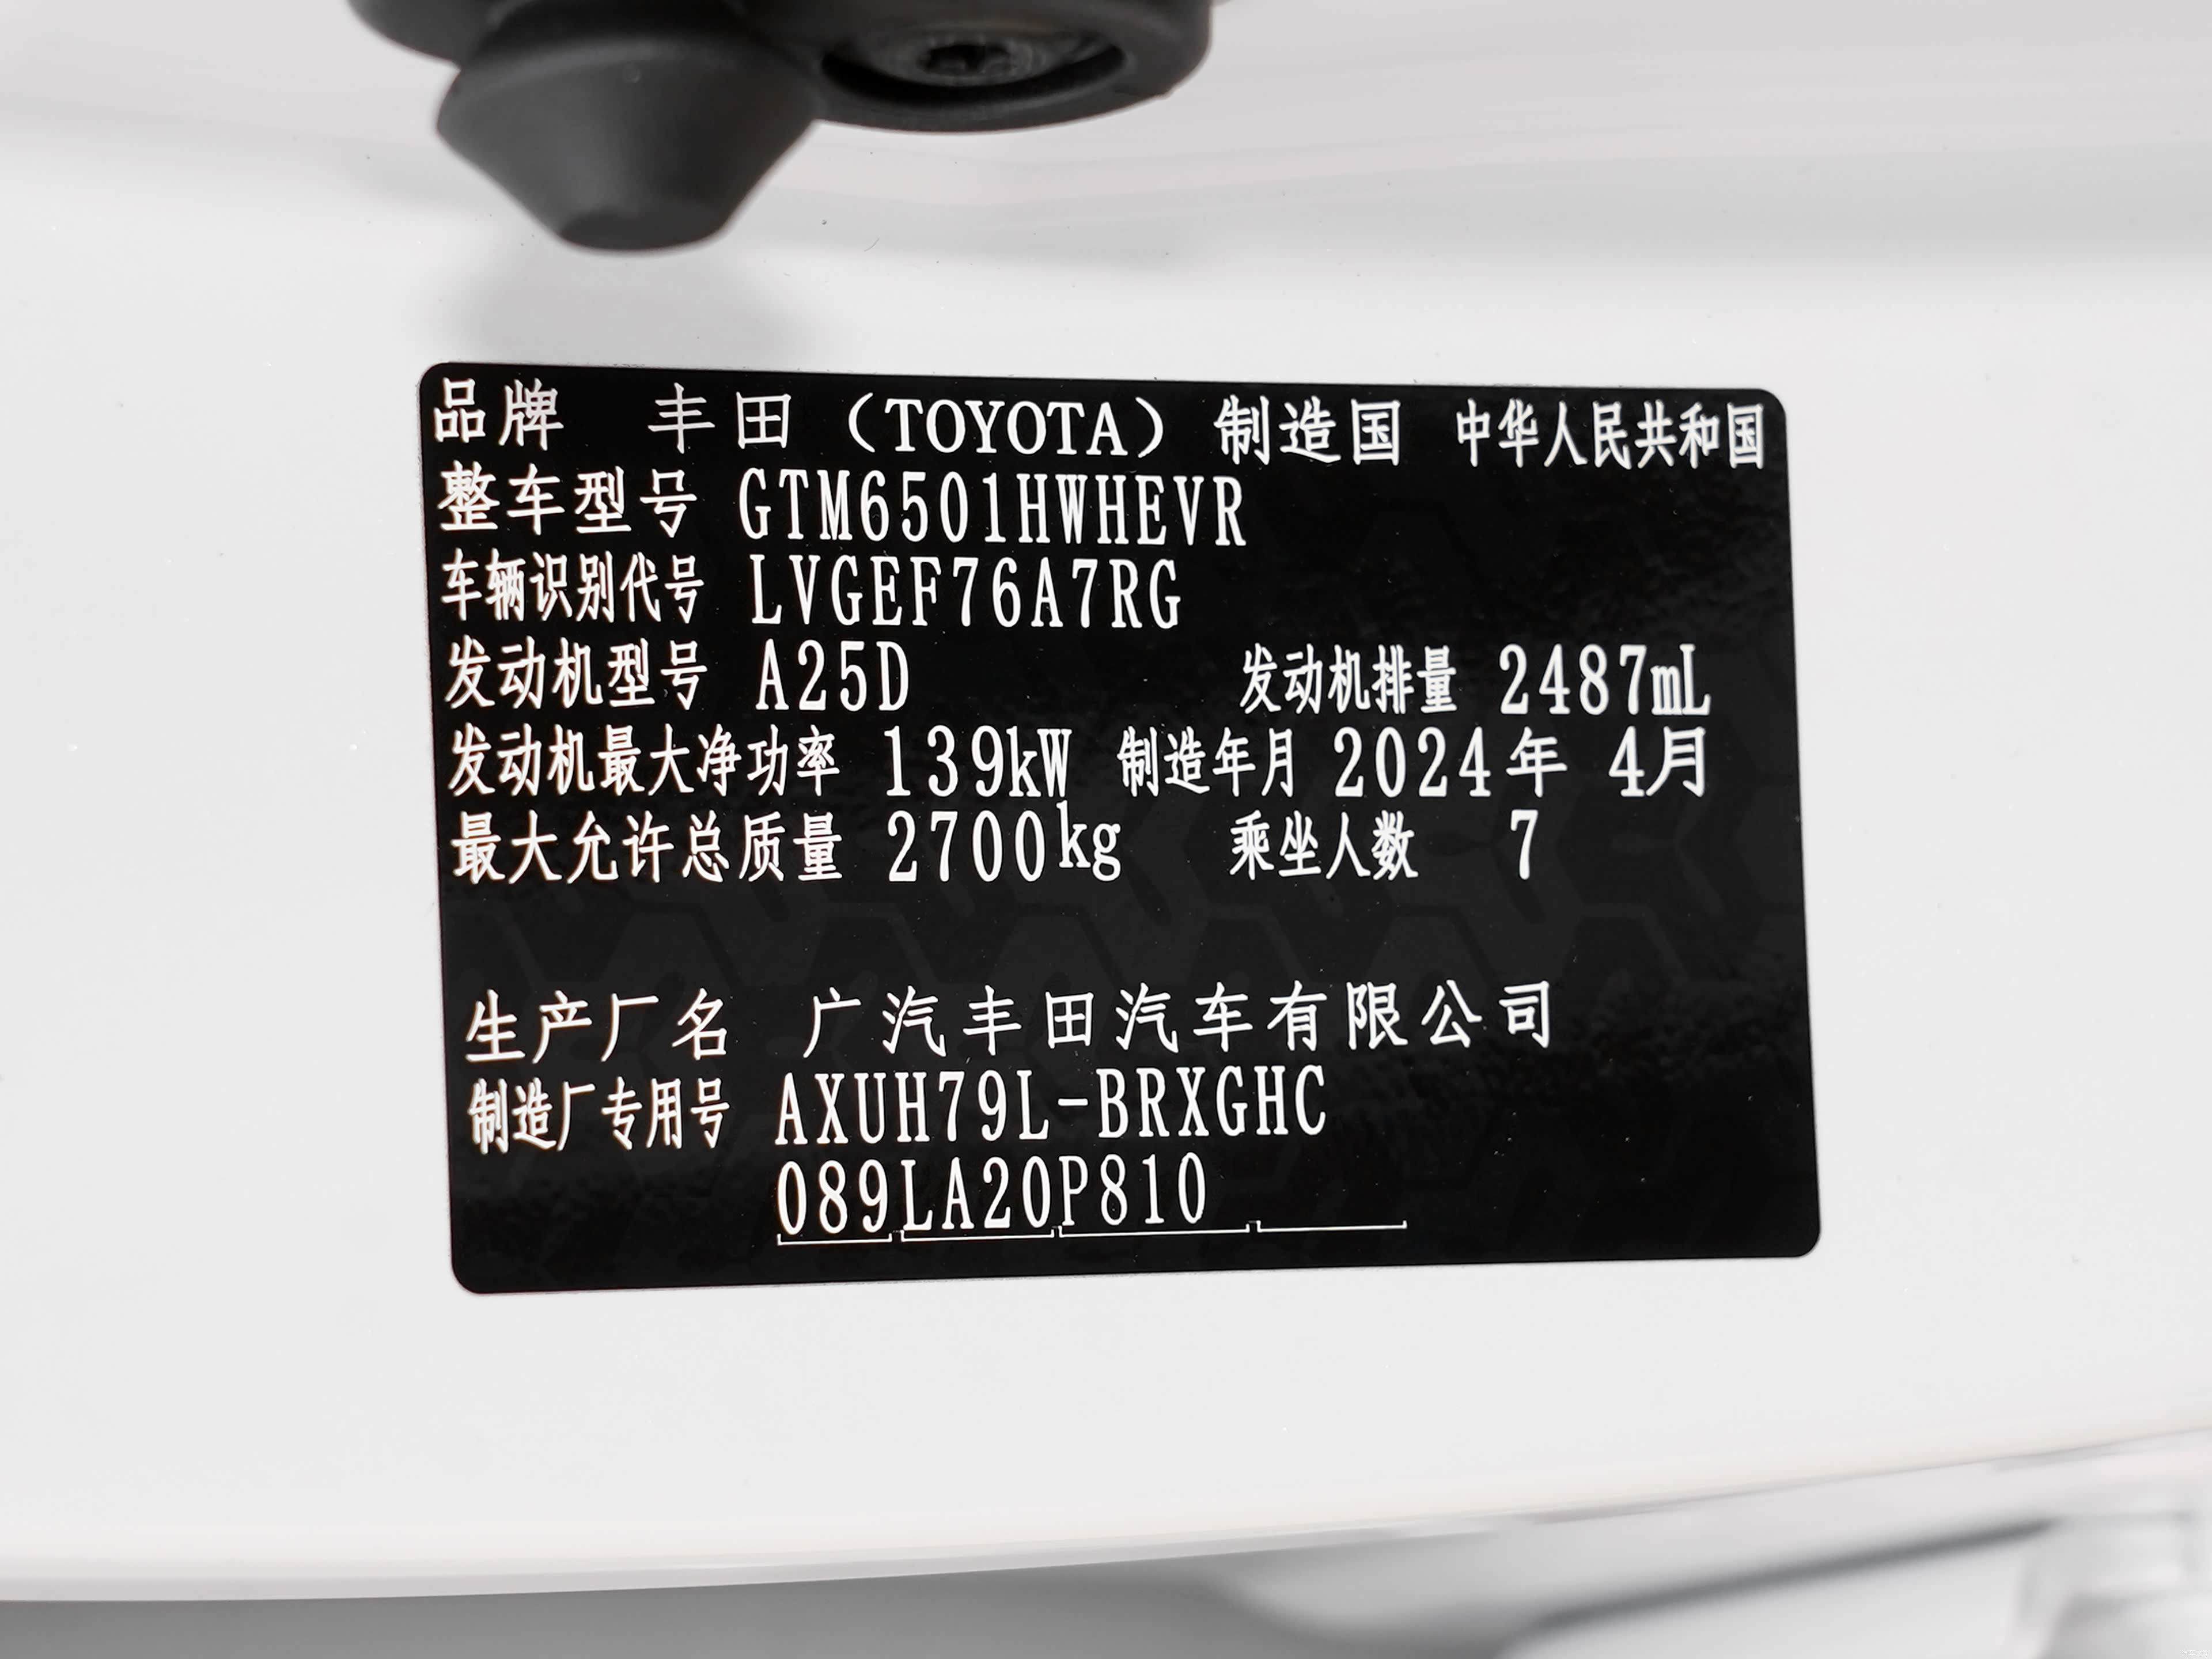 品牌 丰田（TOYOTA） 制造国 中华人民共和国
整车型号 GTM6501HWHEVR
车辆识别代号 LVGEF76A7RG
发动机型号 A25D 发动机排量 2487mL
发动机最大净功率 139kW 制造年月 2024年 4月
最大允许总质量 2700kg 乘坐人数 7
生产厂名 广汽丰田汽车有限公司
制造厂专用号 AXUH79L-BRXGHC
089LA20P810